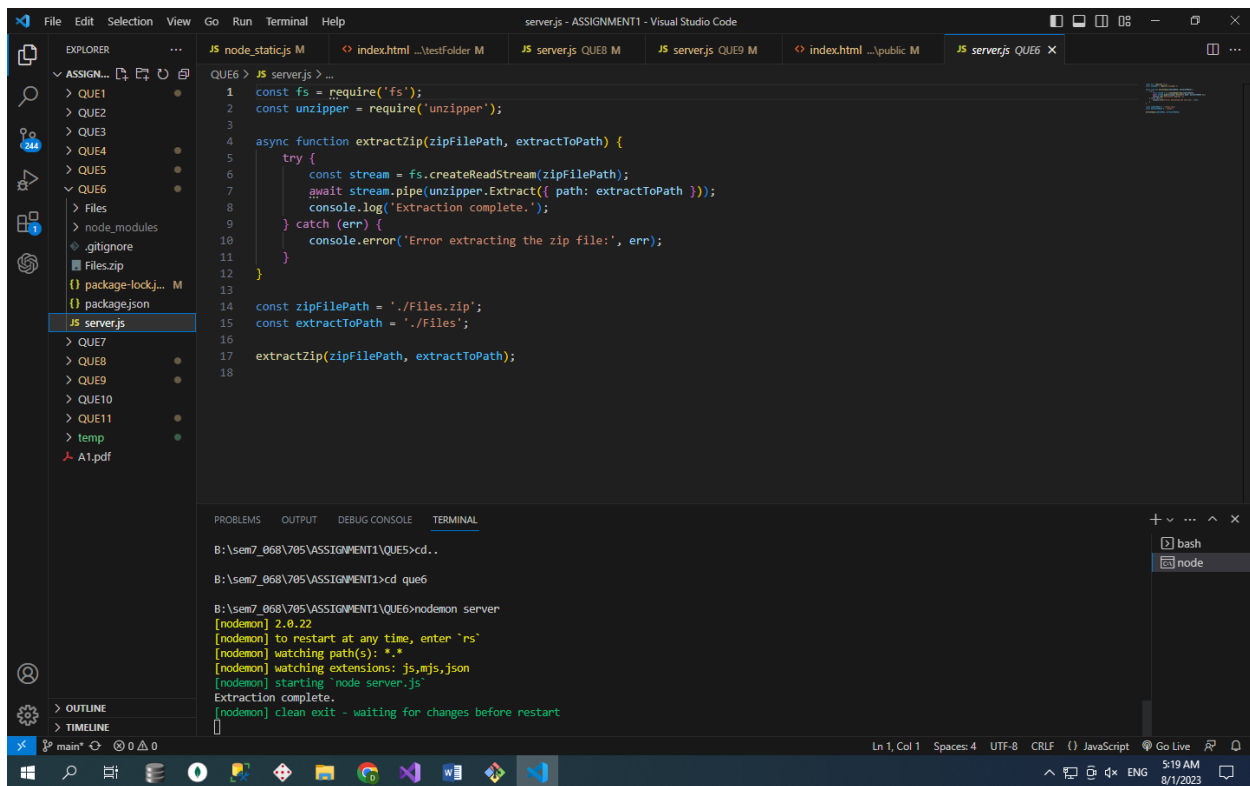 File Edit Selection View Go Run Terminal Help server.js - ASSIGNMENT1 - Visual Studio Code
EXPLORER ... JS node_static.js M <> index.html ...\testFolder M JS server.js QUE8 M JS server.js QUE9 M <> index.html ...\public M JS server.js QUE6
ASSIGN...
QUE6 > JS server.js > ...
QUE1
QUE2
QUE3
QUE4
QUE5
QUE6
Files
node_modules
.gitignore
Files.zip
{} package-lock.j... M
{} package.json
JS server.js
QUE7
QUE8
QUE9
QUE10
QUE11
temp
A1.pdf
OUTLINE
TIMELINE
244
1
1 const fs = require('fs');
2 const unzipper = require('unzipper');
3
4 async function extractZip(zipFilePath, extractToPath) {
5 try {
6 const stream = fs.createReadStream(zipFilePath);
7 await stream.pipe(unzipper.Extract({ path: extractToPath }));
8 console.log('Extraction complete.');
9 } catch (err) {
10 console.error('Error extracting the zip file:', err);
11 }
12 }
13
14 const zipFilePath = './Files.zip';
15 const extractToPath = './Files';
16
17 extractZip(zipFilePath, extractToPath);
18
PROBLEMS OUTPUT DEBUG CONSOLE TERMINAL
B:\sem7_068\705\ASSIGNMENT1\QUE5>cd..
B:\sem7_068\705\ASSIGNMENT1>cd que6
B:\sem7_068\705\ASSIGNMENT1\QUE6>nodemon server
[nodemon] 2.0.22
[nodemon] to restart at any time, enter `rs`
[nodemon] watching path(s): *.*
[nodemon] watching extensions: js,mjs,json
[nodemon] starting `node server.js`
Extraction complete.
[nodemon] clean exit - waiting for changes before restart
bash
node
main* 0 0 Ln 1, Col 1 Spaces: 4 UTF-8 CRLF {} JavaScript Go Live
ENG 5:19 AM
8/1/2023